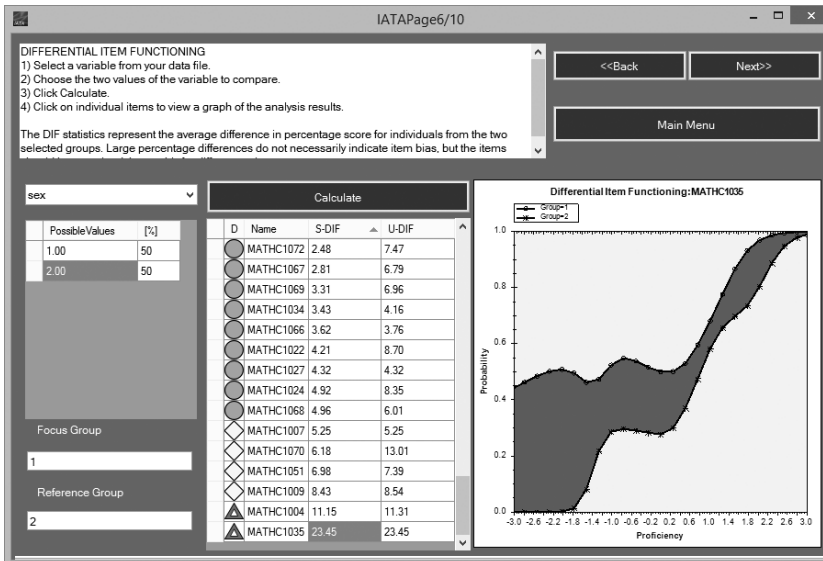 IATAPage6/10
DIFFERENTIAL ITEM FUNCTIONING
1) Select a variable from your data file.
2) Choose the two values of the variable to compare.
3) Click Calculate.
4) Click on individual items to view a graph of the analysis results.
The DIF statistics represent the average difference in percentage score for individuals from the two
selected groups. Large percentage differences do not necessarily indicate item bias, but the items
<<Back
Next>>
Main Menu
sex
Calculate
PossibleValues [%]
1.00 50
2.00 50
Focus Group
1
Reference Group
2
D Name S-DIF U-DIF
MATHC1072 2.48 7.47
MATHC1067 2.81 6.79
MATHC1069 3.31 6.96
MATHC1034 3.43 4.16
MATHC1066 3.62 3.76
MATHC1022 4.21 8.70
MATHC1027 4.32 4.32
MATHC1024 4.92 8.35
MATHC1068 4.96 6.01
MATHC1007 5.25 5.25
MATHC1070 6.18 13.01
MATHC1051 6.98 7.39
MATHC1009 8.43 8.54
MATHC1004 11.15 11.31
MATHC1035 23.45 23.45
Differential Item Functioning:MATHC1035
Group=1
Group=2
1.0
0.8
0.6
0.4
0.2
0.0
Probability
-3.0 -2.6 -2.2 -1.8 -1.4 -1.0 -0.6 -0.2 0.2 0.6 1.0 1.4 1.8 2.2 2.6 3.0
Proficiency